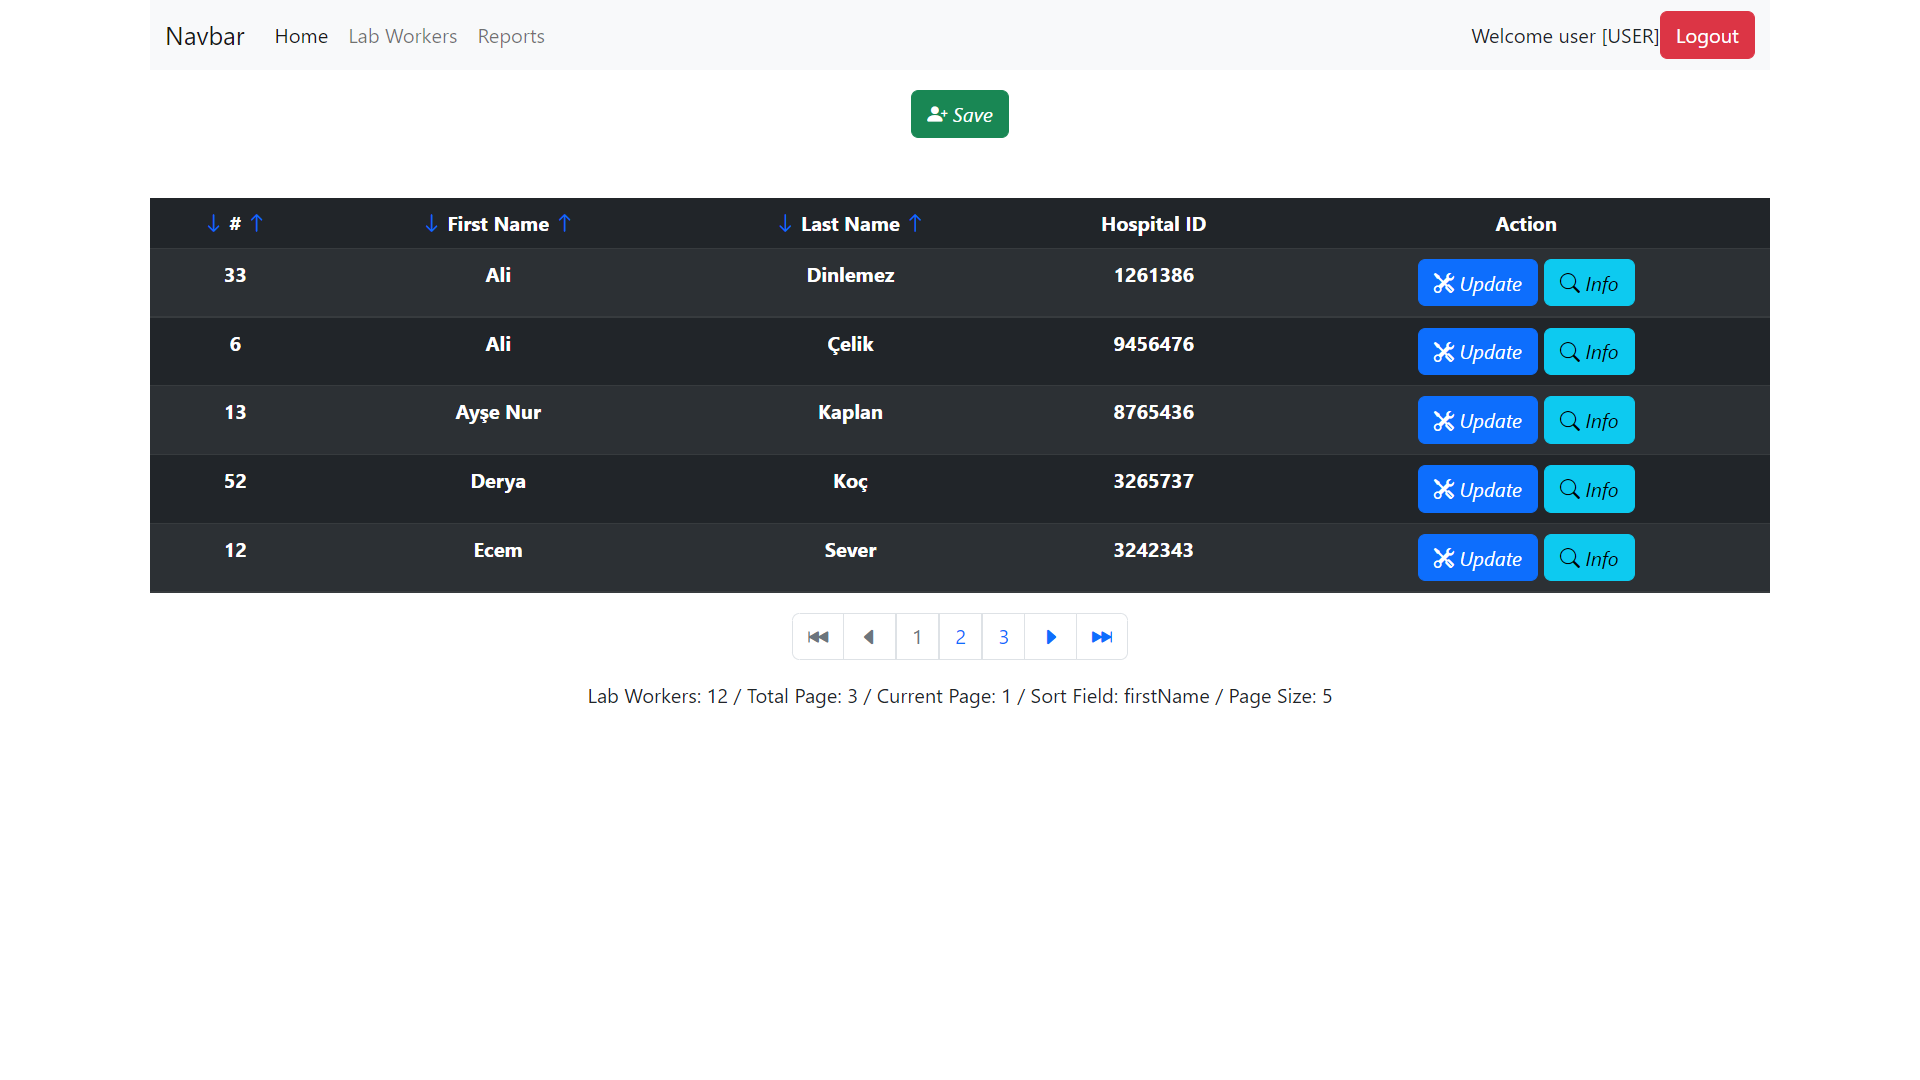 Navbar Home Lab Workers Reports Welcome user [USER] Logout
Save
# First Name Last Name Hospital ID Action
33 Ali Dinlemez 1261386 Update Info
6 Ali Çelik 9456476 Update Info
13 Ayşe Nur Kaplan 8765436 Update Info
52 Derya Koç 3265737 Update Info
12 Ecem Sever 3242343 Update Info
1 2 3
Lab Workers: 12 / Total Page: 3 / Current Page: 1 / Sort Field: firstName / Page Size: 5